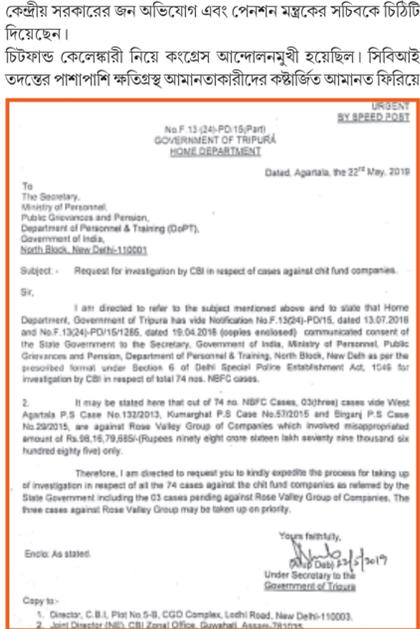 কেন্দ্রীয় সরকারের জন অভিযোগ এবং পেনশন মন্ত্রকের সচিবকে চিঠিটি
দিয়েছেন।
চিটফান্ড কেলেঙ্কারী নিয়ে কংগ্রেস আন্দোলনমুখী হয়েছিল। সিবিআই
তদন্তের পাশাপাশি ক্ষতিগ্রস্থ আমানতকারীদের কষ্টার্জিত আমানত ফিরিয়ে
URGENT
BY SPEED POST
No.F.13-(24)-PD/15(Part)
GOVERNMENT OF TRIPURA
HOME DEPARTMENT
Dated, Agartala, the 22nd May, 2019
To
The Secretary,
Ministry of Personnel,
Public Grievances and Pension,
Department of Personnel & Training (DoPT),
Government of India,
North Block, New Delhi-110001
Subject:- Request for investigation by CBI in respect of cases against chit fund companies.
Sir,
I am directed to refer to the subject mentioned above and to state that Home
Department, Government of Tripura has vide Notification No.F.13(24)-PD/15, dated 13.07.2018
and No.F.13(24)-PD/15/1285, dated 19.04.2018 (copies enclosed) communicated consent of
the State Government to the Secretary, Government of India, Ministry of Personnel, Public
Grievances and Pension, Department of Personnel & Training, North Block, New Delhi as per the
prescribed format under Section 6 of Delhi Special Police Establishment Act, 1946 for
investigation by CBI in respect of total 74 nos. NBFC cases.
2. It may be stated here that out of 74 no. NBFC Cases, 03(three) cases vide West
Agartala P.S Case No.132/2013, Kumarghat P.S Case No.57/2015 and Birganj P.S Case
No.29/2015, are against Rose Valley Group of Companies which involved misappropriated
amount of Rs.98,16,79,685/-(Rupees ninety eight crore sixteen lakh seventy nine thousand six
hundred eighty five) only.
Therefore, I am directed to request you to kindly expedite the process for taking up
of investigation in respect of all the 74 cases against the chit fund companies as referred by the
State Government including the 03 cases pending against Rose Valley Group of Companies. The
three cases against Rose Valley Group may be taken up on priority.
Yours faithfully,
Enclo: As stated.
22/5/2019
Under Secretary to the
Government of Tripura
Copy to:-
1. Director, C.B.I, Plot No.5-B, CGO Complex, Lodhi Road, New Delhi-110003.
2. Joint Director (NE), CBI Zonal Office, Guwahati, Assam-781035